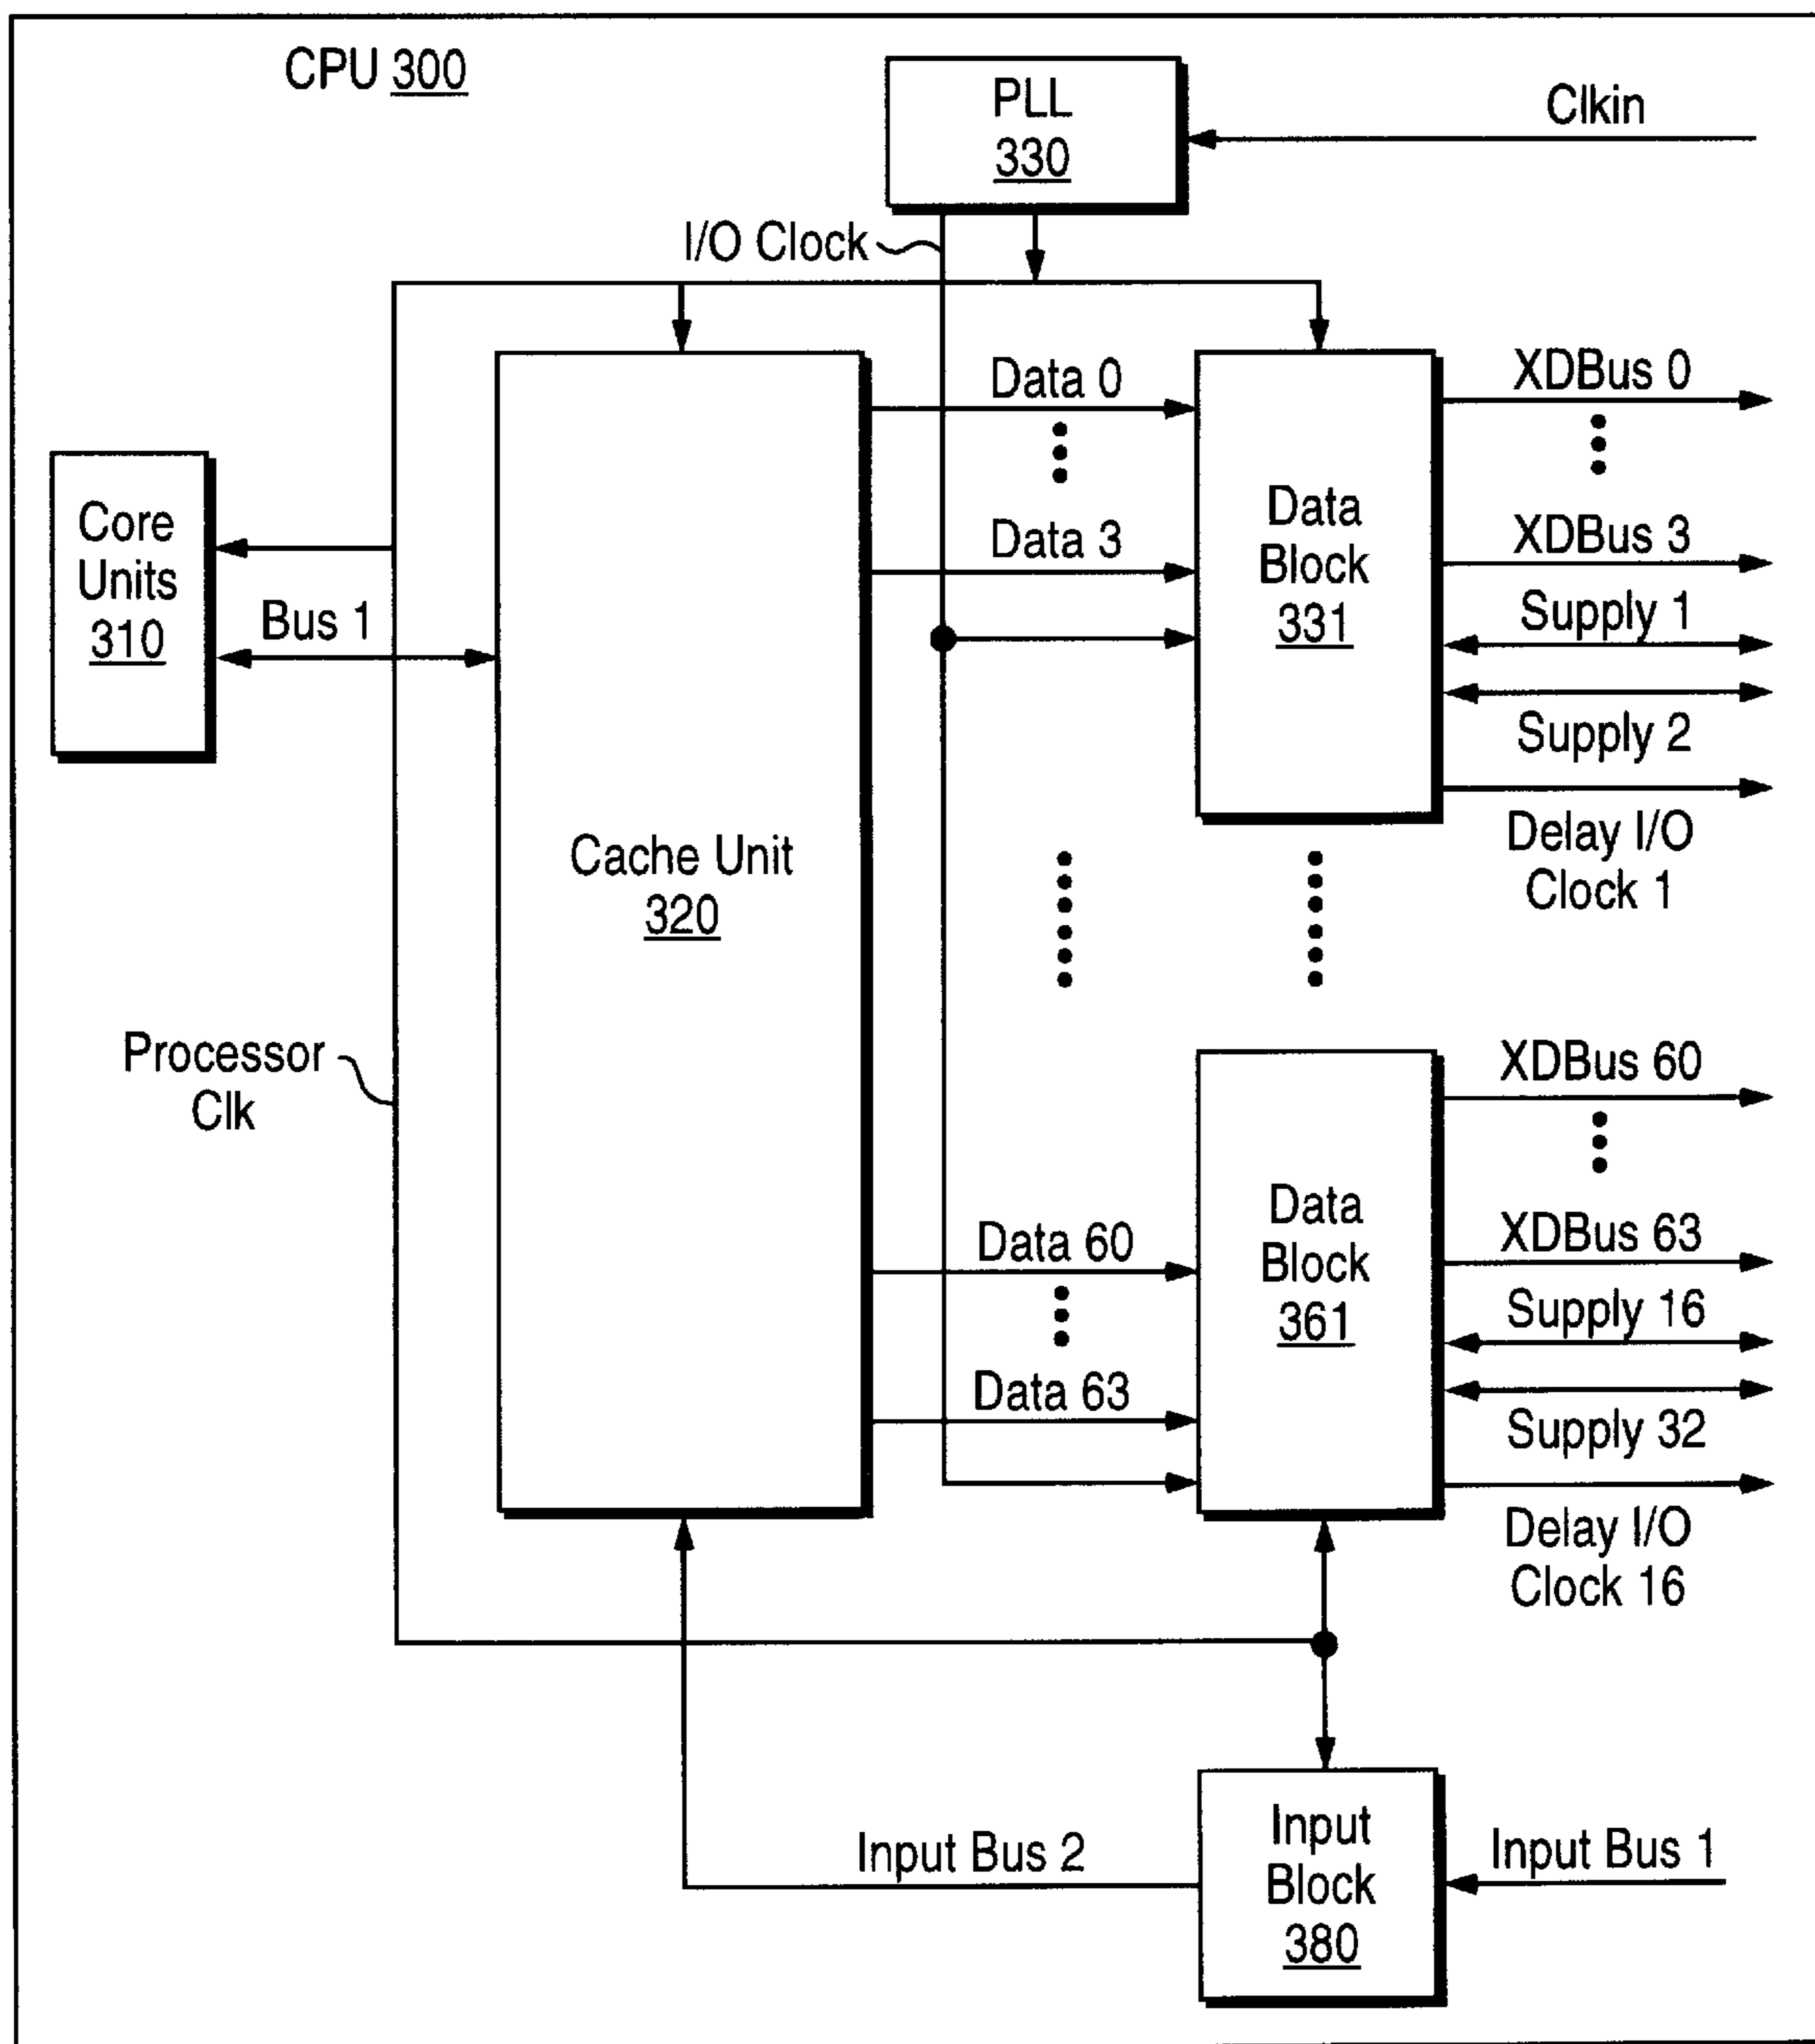 CPU 300
PLL
330
Clkin
I/O Clock
Data 0
XDBus 0
Core
Units
310
Bus 1
Data 3
Data
Block
331
XDBus 3
Supply 1
Supply 2
Delay I/O
Clock 1
Cache Unit
320
Processor
Clk
XDBus 60
Data 60
Data
Block
361
XDBus 63
Supply 16
Data 63
Supply 32
Delay I/O
Clock 16
Input Bus 2
Input
Block
380
Input Bus 1